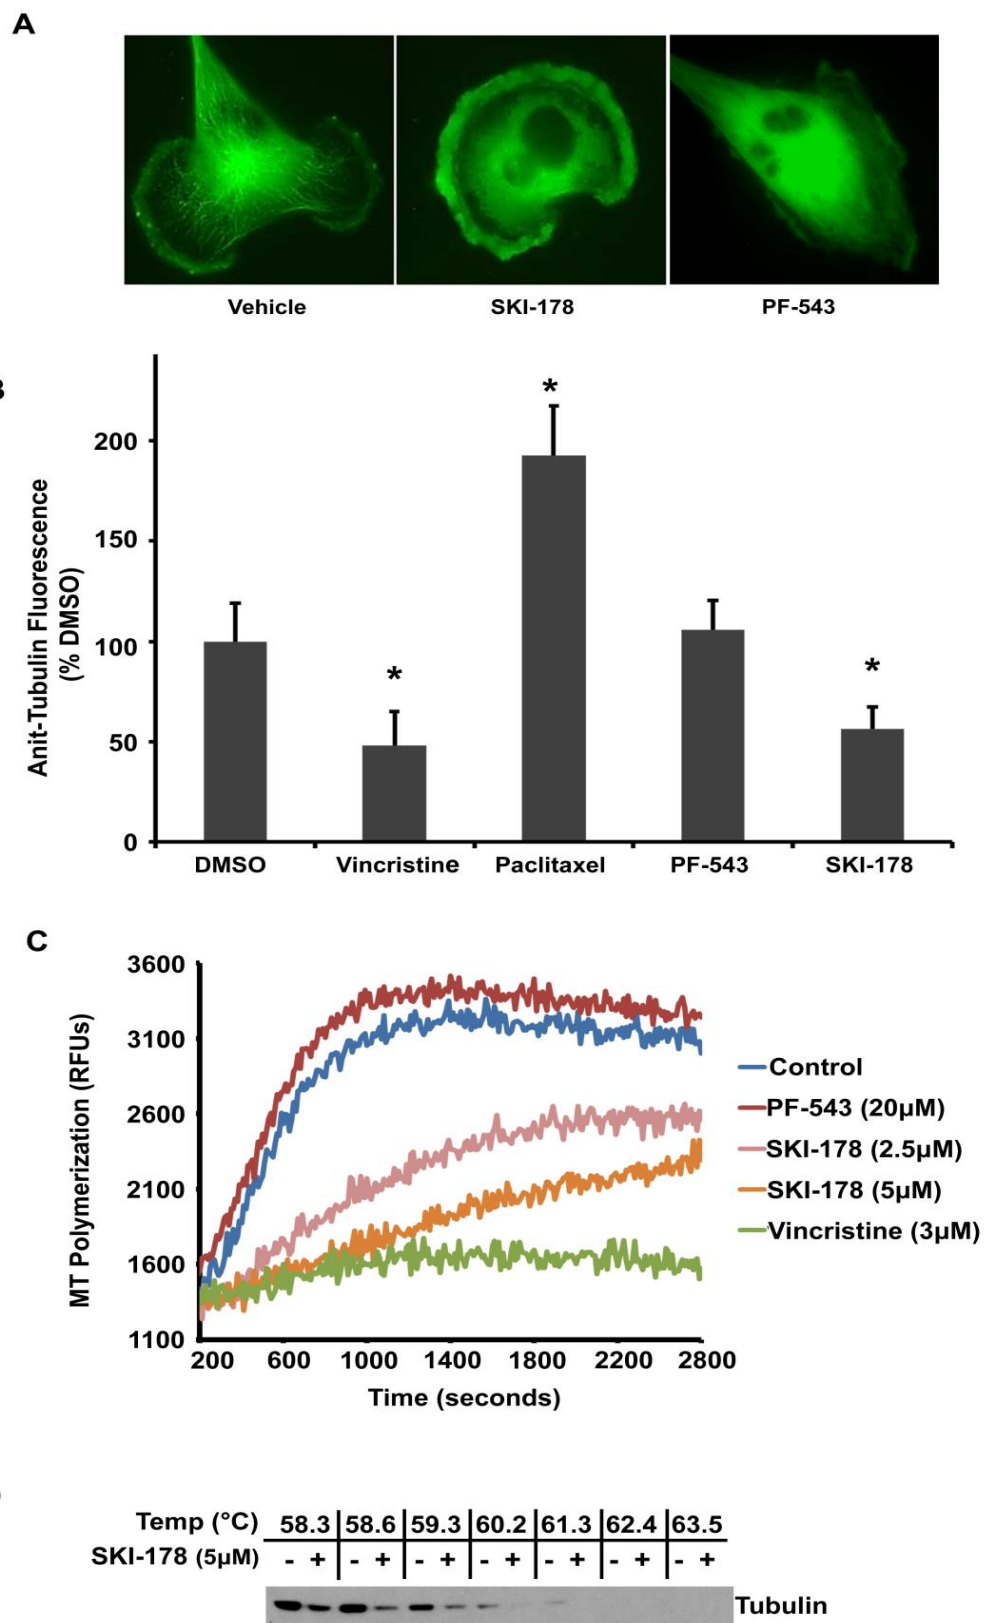 A
Vehicle SKI-178 PF-543
*
200
* *
150
100
50
0
Anit-Tubulin Fluorescence
(% DMSO)
DMSO Vincristine Paclitaxel PF-543 SKI-178
C
3600
3100
2600
2100
1600
1100
MT Polymerization (RFUs)
200 600 1000 1400 1800 2200 2800
Time (seconds)
Control
PF-543 (20µM)
SKI-178 (2.5µM)
SKI-178 (5µM)
Vincristine (3µM)
Temp (°C) 58.3 58.6 59.3 60.2 61.3 62.4 63.5
SKI-178 (5µM) - + - + - + - + - + - + - +
Tubulin